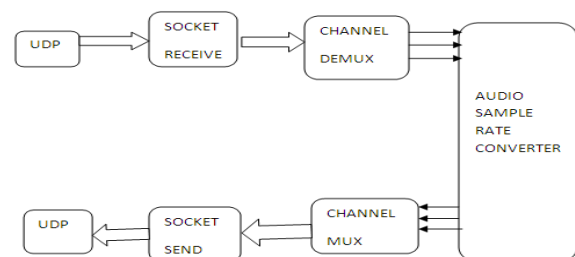 UDP
SOCKET
RECEIVE
CHANNEL
DEMUX
AUDIO
SAMPLE
RATE
CONVERTER
UDP
SOCKET
SEND
CHANNEL
MUX